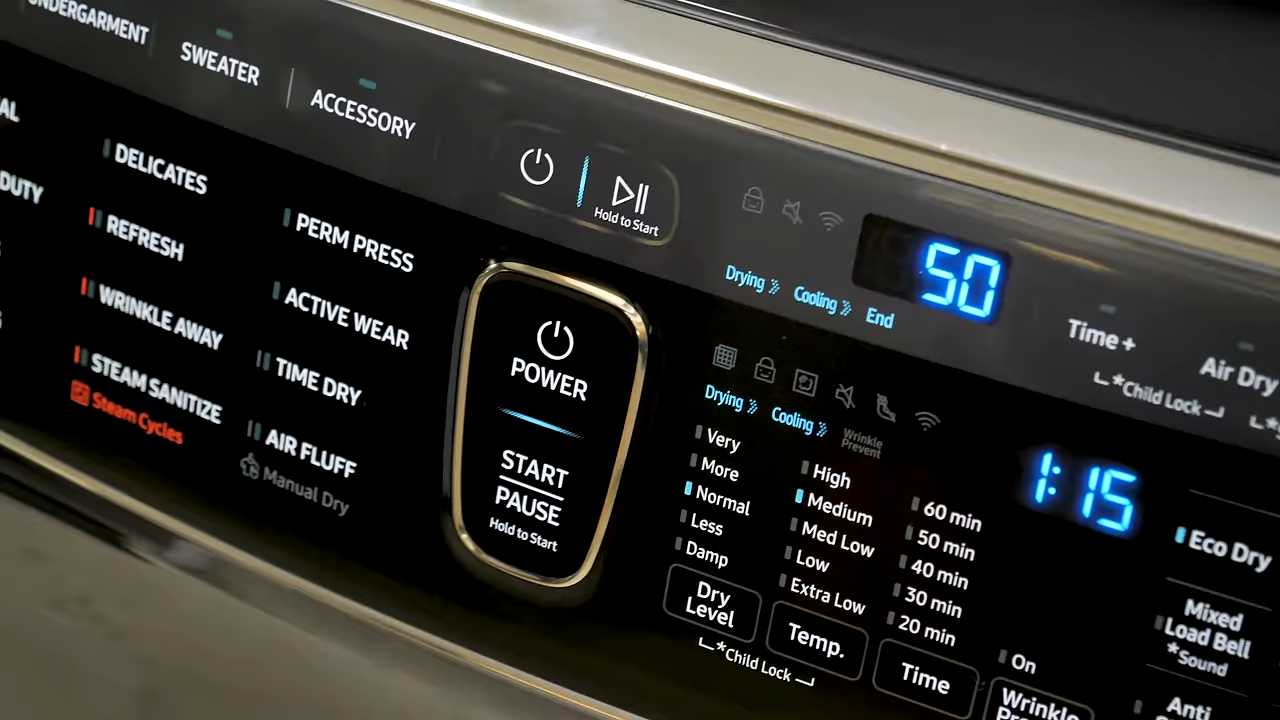 SWEATER
ACCESSORY
Hold to Start
DELICATES
DUTY
REFRESH
PERM PRESS
WRINKLE AWAY
ACTIVE WEAR
STEAM SANITIZE
Steam Cycles
TIME DRY
AIR FLUFF
Manual Dry
POWER
START
PAUSE
Hold to Start
Drying Cooling End
50
Time+
Air Dry
*Child Lock
Drying Cooling Wrinkle
Prevent
Very
More
Normal
Less
Damp
Dry
Level
High
Medium
Med Low
Low
Extra Low
Temp.
*Child Lock
60 min
50 min
40 min
30 min
20 min
Time
1:15
On
Wrinkle
Eco Dry
Mixed
Load Bell
*Sound
Anti